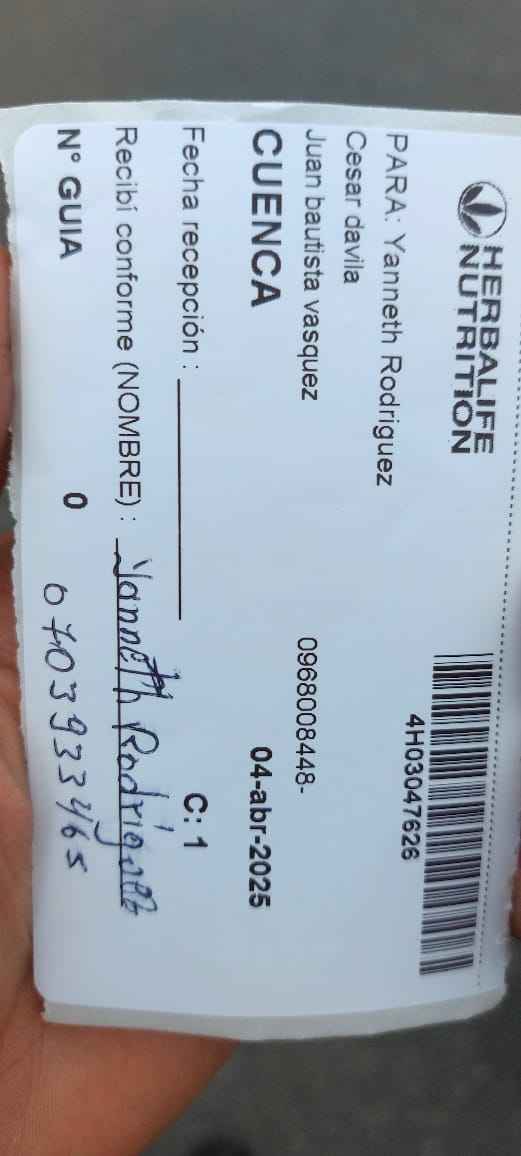 HERBALIFE
NUTRITION
4H03047626
PARA: Yanneth Rodriguez
Cesar davila
Juan bautista vasquez 0968008448-
CUENCA 04-abr-2025
Fecha recepción : ____________ C: 1
Recibí conforme (NOMBRE) : Yanneth Rodriguez
N° GUIA 0 0703933465